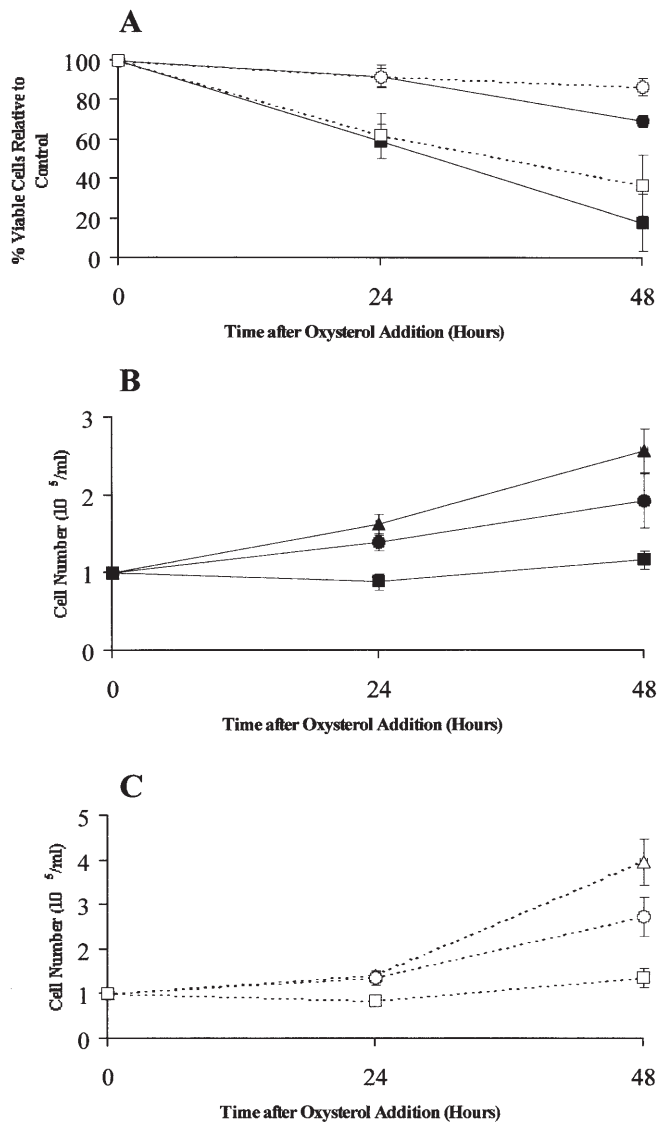 A
100
80
60
40
20
0
% Viable Cells Relative to
Control
0 24 48
Time after Oxysterol Addition (Hours)
B
3
2
1
0
Cell Number (10 5/ml)
0 24 48
Time after Oxysterol Addition (Hours)
C
5
4
3
2
1
0
Cell Number (10 5/ml)
0 24 48
Time after Oxysterol Addition (Hours)